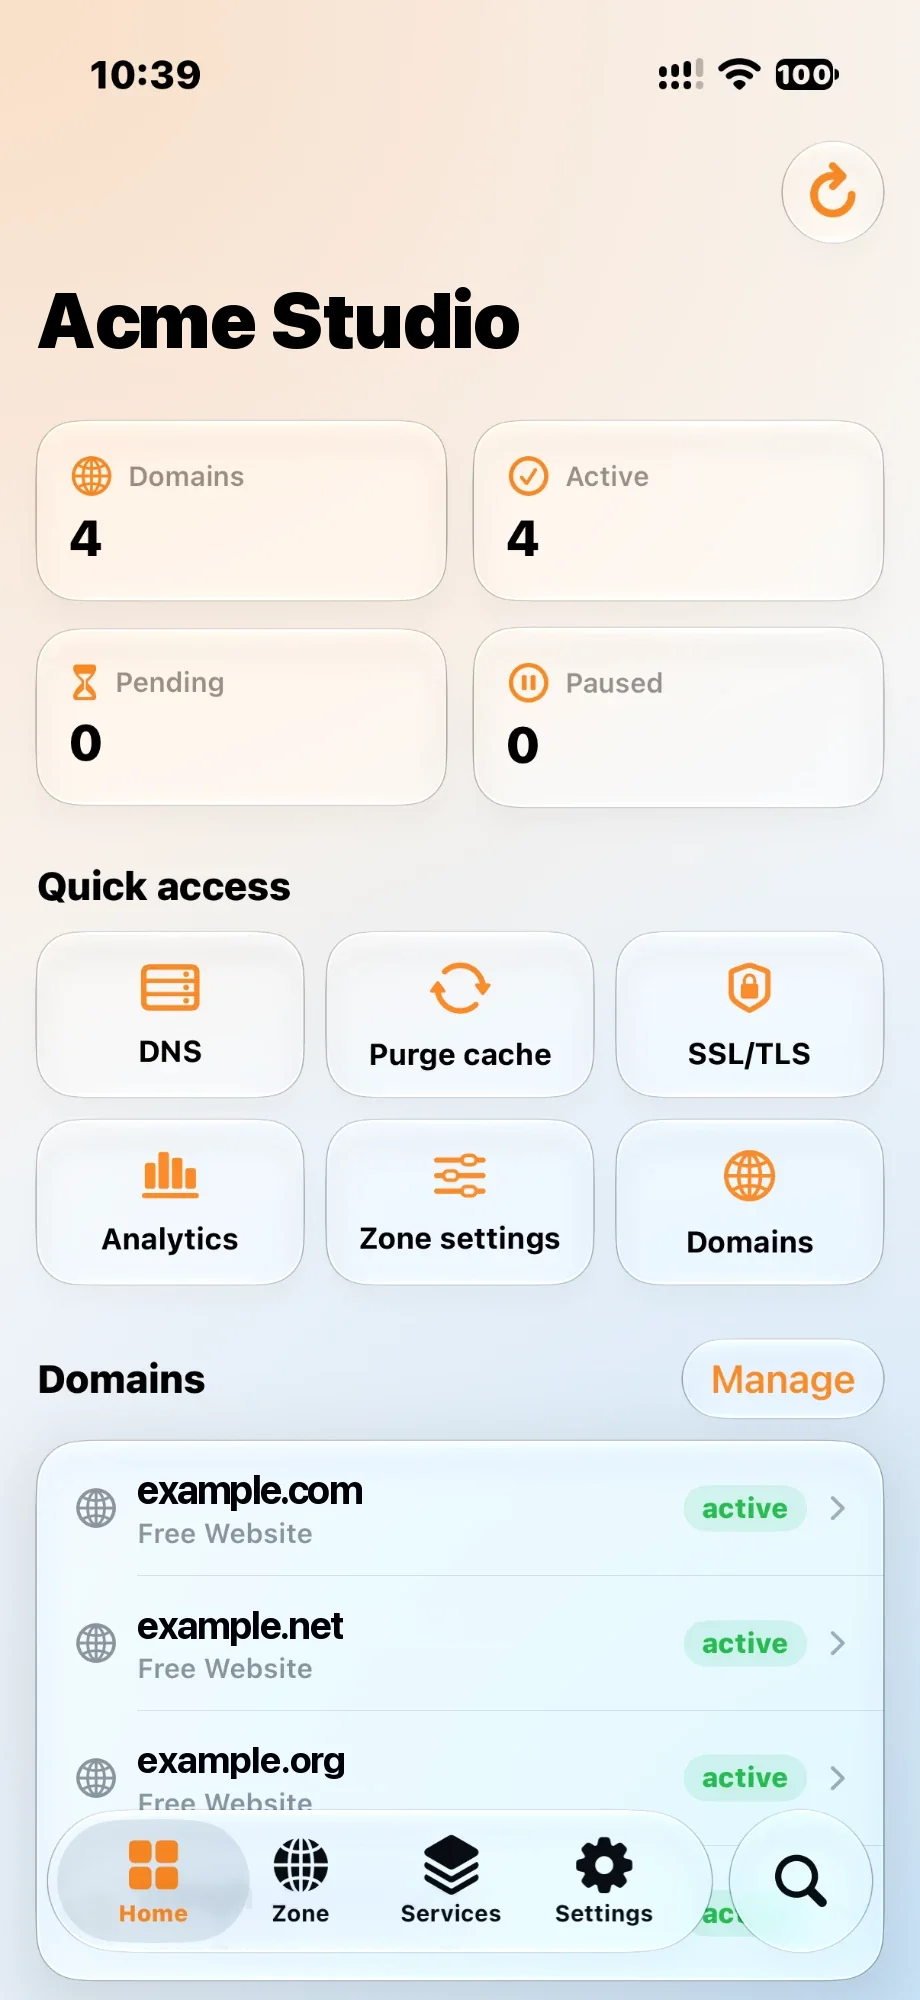 10:39
100
Acme Studio
Domains
4
Active
4
Pending
0
Paused
0
Quick access
DNS
Purge cache
SSL/TLS
Analytics
Zone settings
Domains
Domains
Manage
example.com
Free Website
active
example.net
Free Website
active
example.org
Free Website
active
Home
Zone
Services
Settings